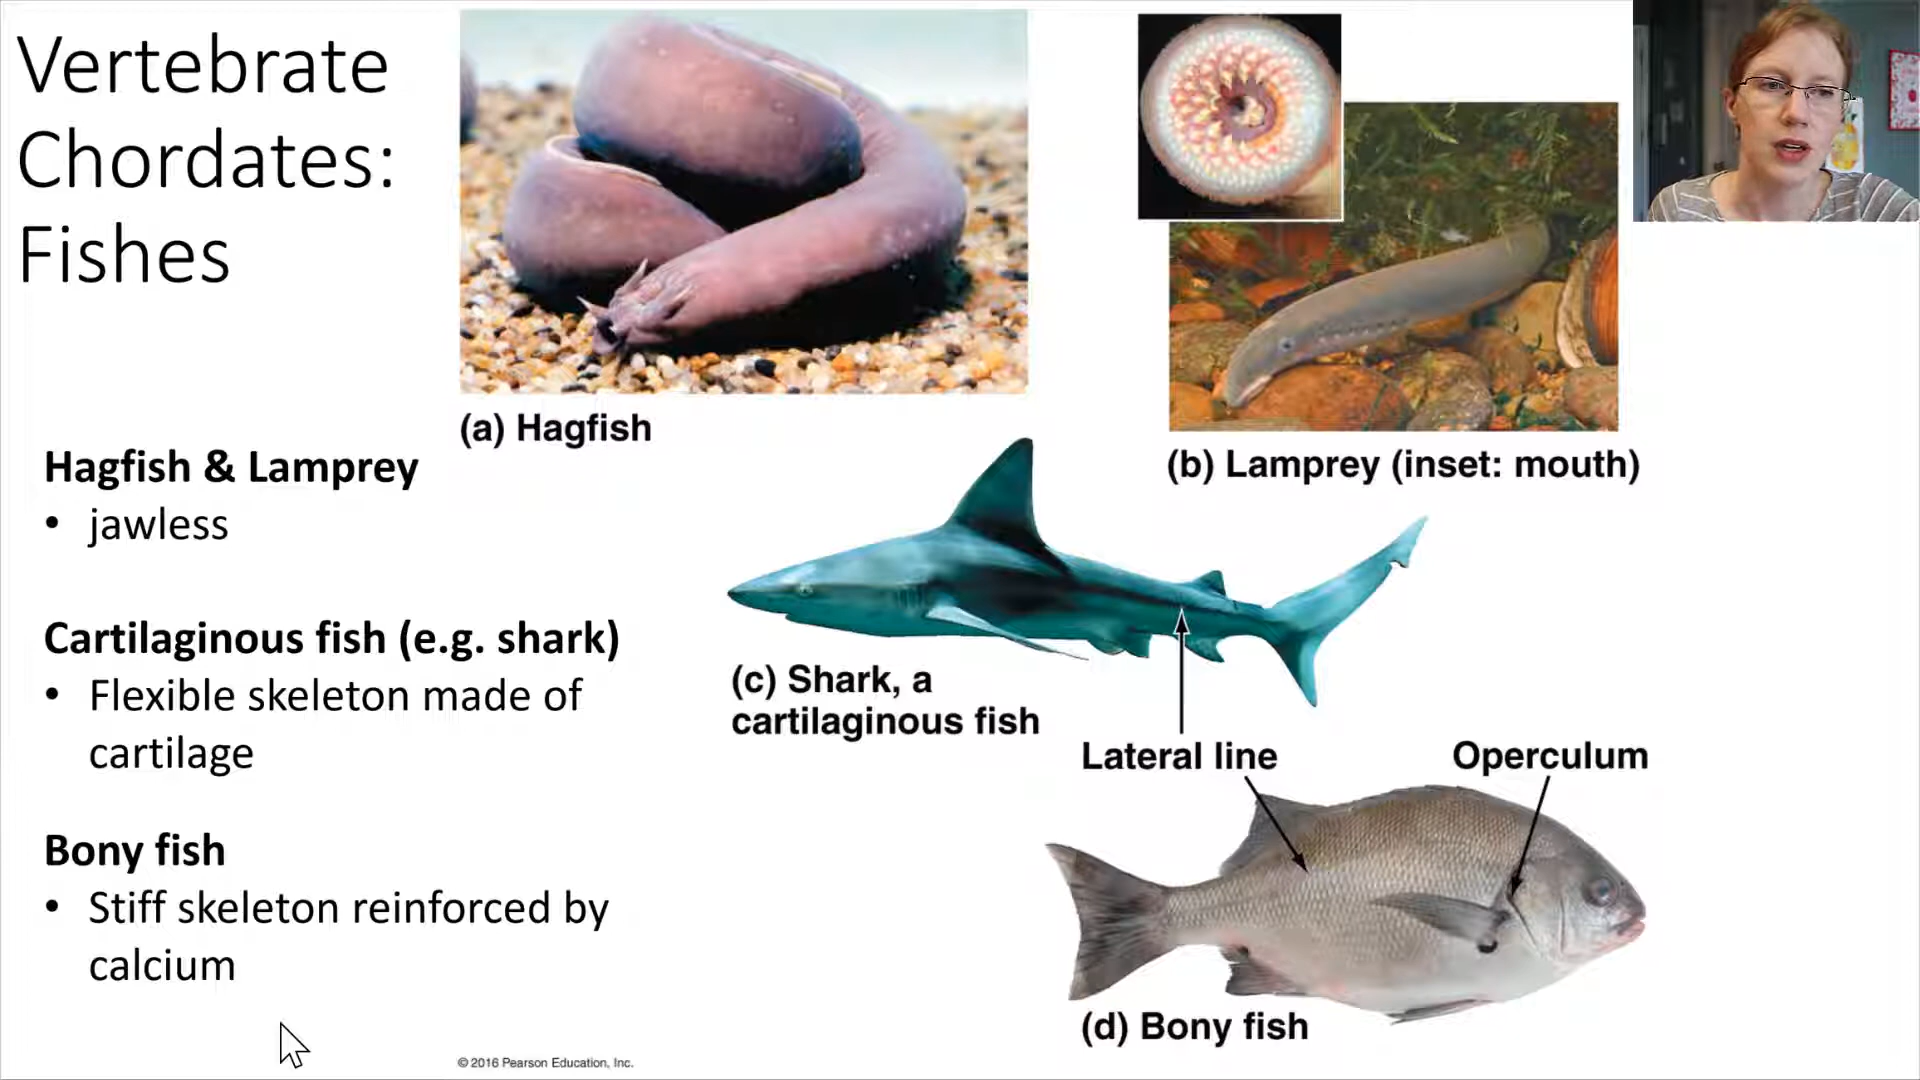 Vertebrate
Chordates:
Fishes
(a) Hagfish
(b) Lamprey (inset: mouth)
Hagfish & Lamprey
• jawless
Cartilaginous fish (e.g. shark)
• Flexible skeleton made of
cartilage
(c) Shark, a
cartilaginous fish
Lateral line
Operculum
Bony fish
• Stiff skeleton reinforced by
calcium
(d) Bony fish
© 2016 Pearson Education, Inc.